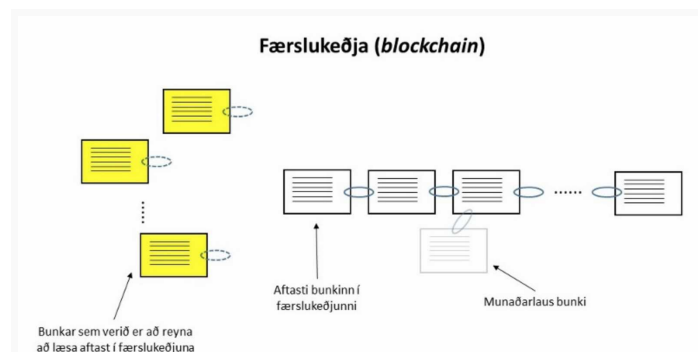 Færslukeðja (blockchain)
Aftasti bunkinn í
færslukeðjunni
Munaðarlaus bunki
Bunkar sem verið er að reyna
að læsa aftast í færslukeðjuna